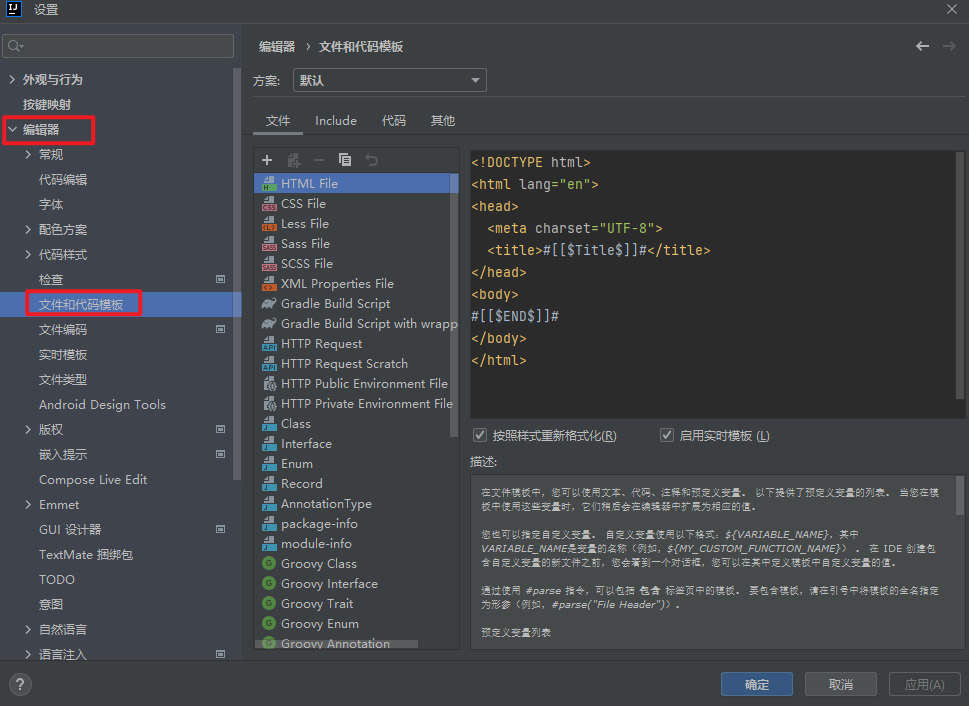 设置
编辑器 › 文件和代码模板
方案: 默认
文件 Include 代码 其他
外观与行为
按键映射
编辑器
常规
代码编辑
字体
配色方案
代码样式
检查
文件和代码模板
文件编码
实时模板
文件类型
Android Design Tools
版权
嵌入提示
Compose Live Edit
Emmet
GUI 设计器
TextMate 捆绑包
TODO
意图
自然语言
语言注入
HTML File
CSS File
Less File
Sass File
SCSS File
XML Properties File
Gradle Build Script
Gradle Build Script with wrapp
HTTP Request
HTTP Request Scratch
HTTP Public Environment File
HTTP Private Environment File
Class
Interface
Enum
Record
AnnotationType
package-info
module-info
Groovy Class
Groovy Interface
Groovy Trait
Groovy Enum
Groovy Annotation
<!DOCTYPE html>
<html lang="en">
<head>
  <meta charset="UTF-8">
  <title>#[[$Title$]]#</title>
</head>
<body>
#[[$END$]]#
</body>
</html>
按照样式重新格式化(R) 启用实时模板 (L)
描述:
在文件模板中，您可以使用文本、代码、注释和预定义变量。 以下提供了预定义变量的列表。 当您在模
板中使用这些变量时，它们稍后会在编辑器中扩展为相应的值。
您也可以指定自定义变量。 自定义变量使用以下格式: ${VARIABLE_NAME}，其中
VARIABLE_NAME是变量的名称（例如，${MY_CUSTOM_FUNCTION_NAME}） 。 在 IDE 创建包
含自定义变量的新文件之前，您会看到一个对话框，您可以在其中定义模板中自定义变量的值。
通过使用 #parse 指令，可以包括 包含 标签页中的模板。 要包含模板，请在引号中将模板的全名指定
为形参（例如，#parse("File Header")）。
预定义变量列表
? 确定 取消 应用(A)